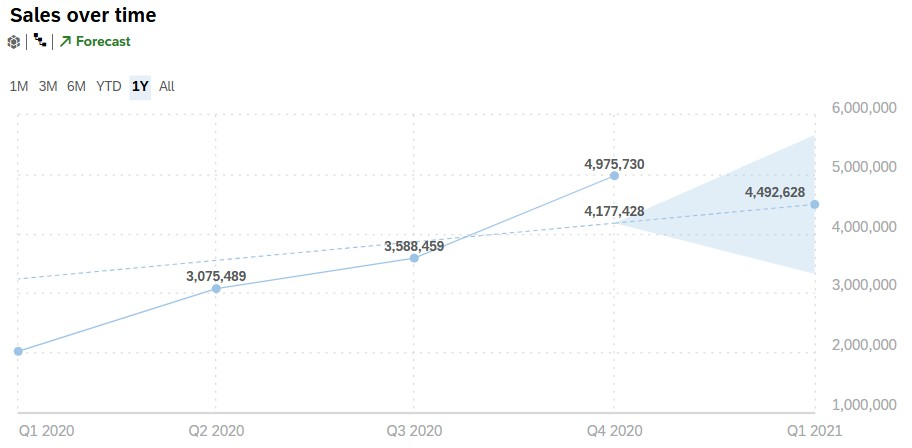 Sales over time
Forecast
1M 3M 6M YTD 1Y All
6,000,000
4,975,730
5,000,000
4,492,628
4,177,428
4,000,000
3,588,459
3,075,489
3,000,000
2,000,000
1,000,000
Q1 2020 Q2 2020 Q3 2020 Q4 2020 Q1 2021